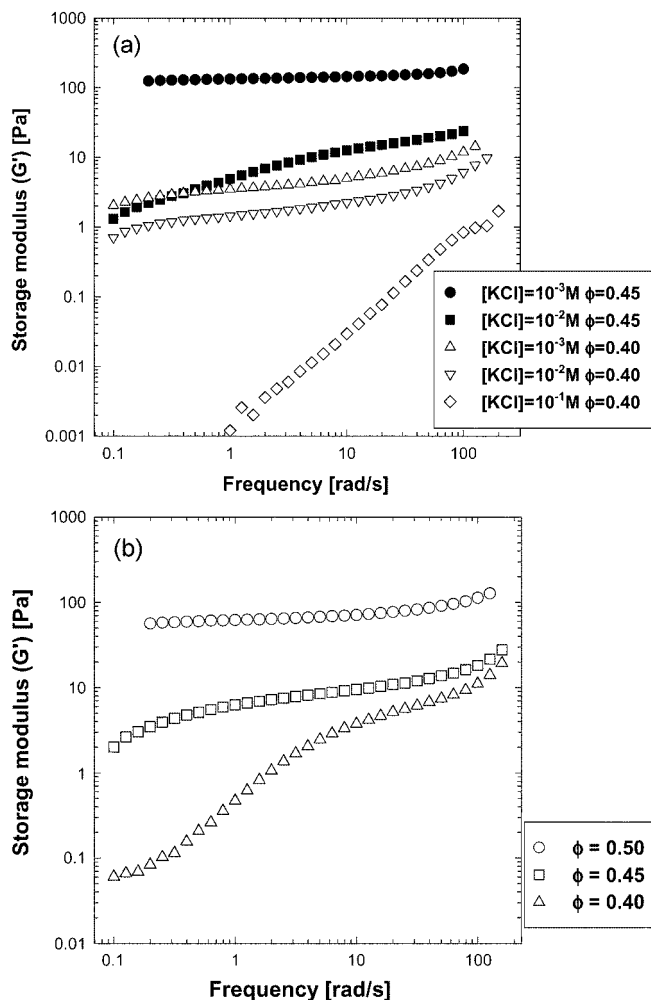 (a)
Storage modulus (G') [Pa]
1000
100
10
1
0.1
0.01
0.001
0.1
1
10
100
Frequency [rad/s]
[KCl]=10⁻³M ϕ=0.45
[KCl]=10⁻²M ϕ=0.45
[KCl]=10⁻³M ϕ=0.40
[KCl]=10⁻²M ϕ=0.40
[KCl]=10⁻¹M ϕ=0.40
(b)
Storage modulus (G') [Pa]
1000
100
10
1
0.1
0.01
0.1
1
10
100
Frequency [rad/s]
ϕ = 0.50
ϕ = 0.45
ϕ = 0.40